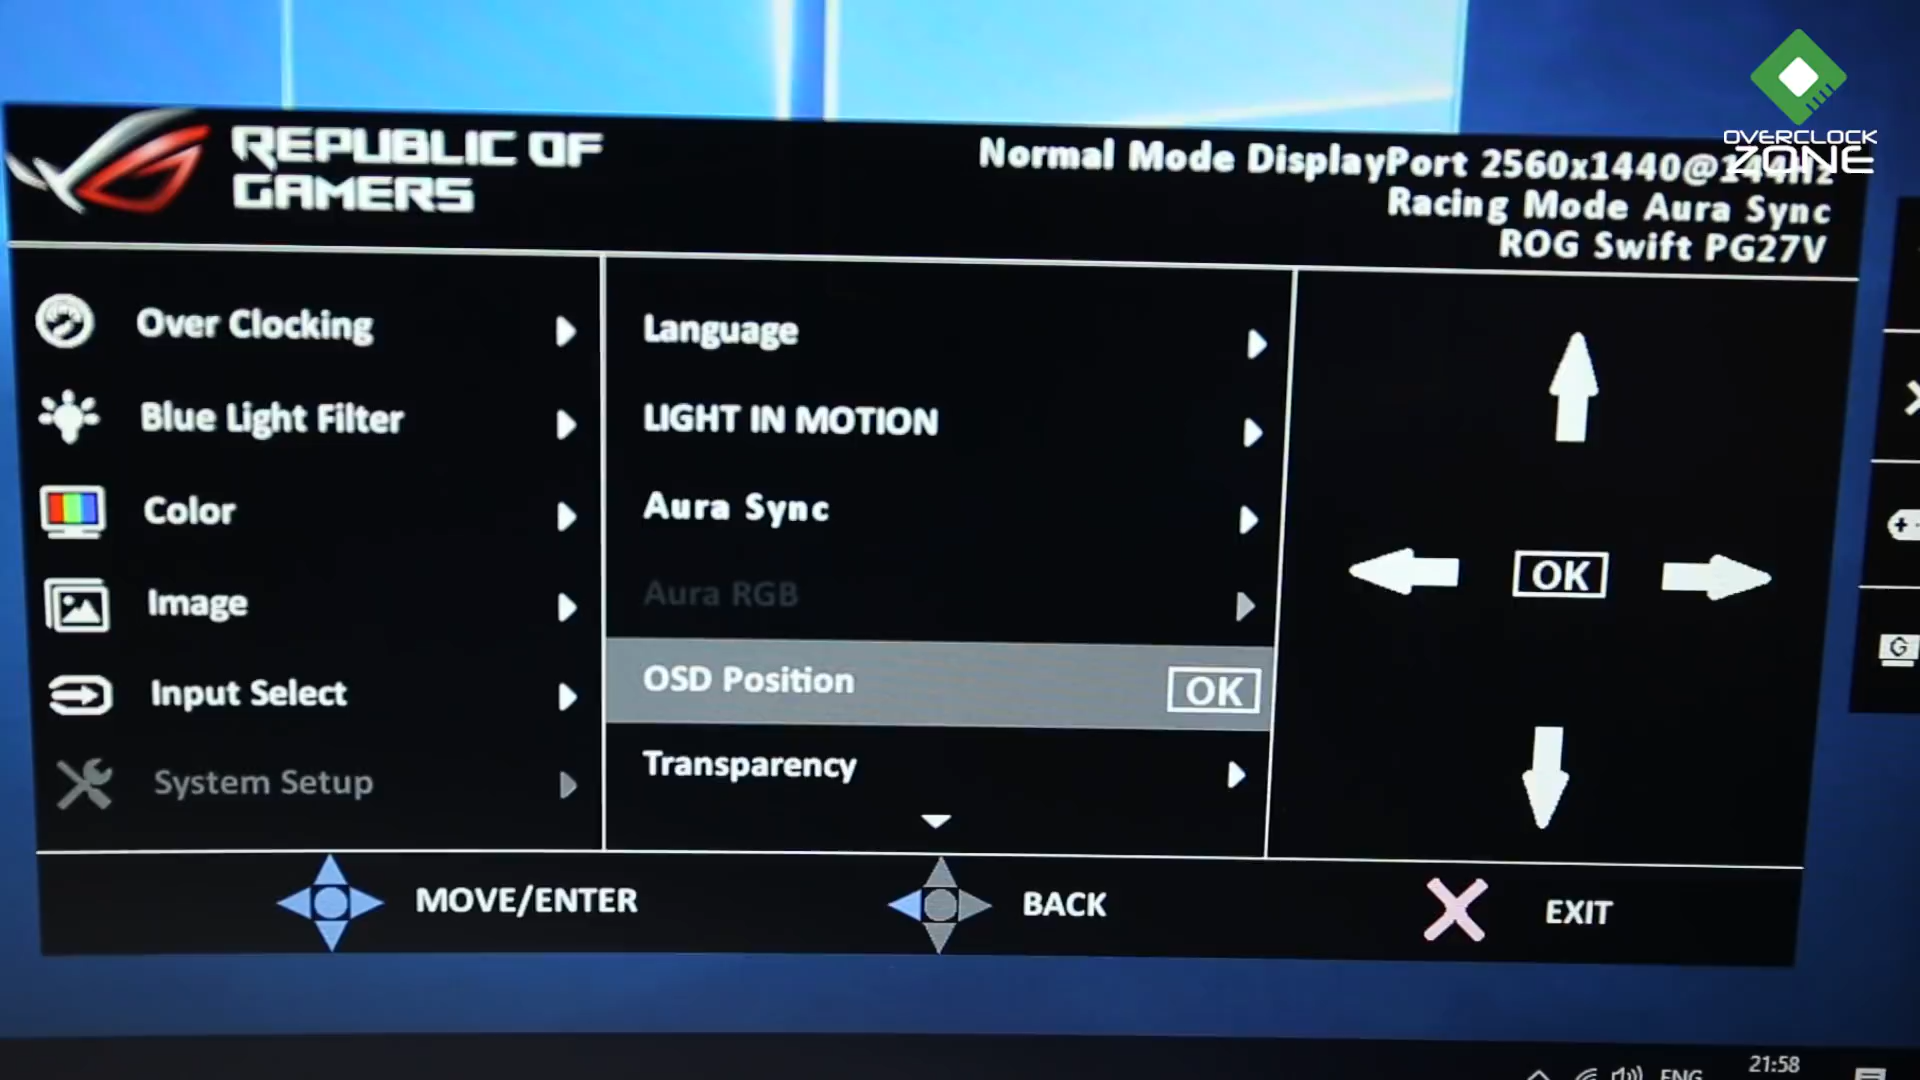 OVERCLOCK
ZONE
REPUBLIC OF
GAMERS
Normal Mode DisplayPort 2560x1440@144Hz
Racing Mode Aura Sync
ROG Swift PG27V
Over Clocking
Blue Light Filter
Color
Image
Input Select
System Setup
Language
LIGHT IN MOTION
Aura Sync
Aura RGB
OSD Position OK
Transparency
OK
G
MOVE/ENTER
BACK
EXIT
ENG
21:58